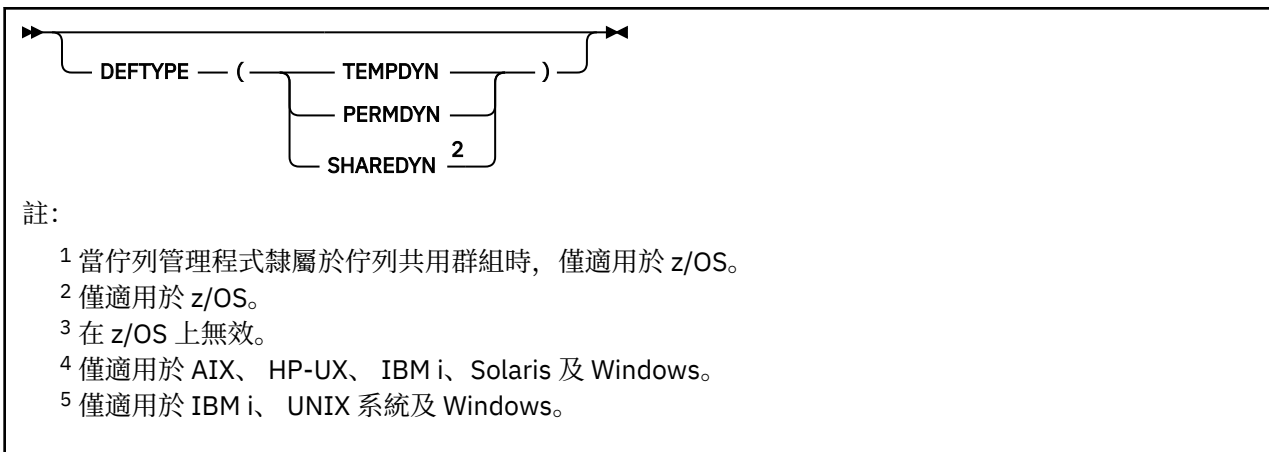 DEFTYPE ( TEMPDYN )
PERMDYN
SHAREDYN 2
註：
1 當佇列管理程式隸屬於佇列共用群組時，僅適用於 z/OS。
2 僅適用於 z/OS。
3 在 z/OS 上無效。
4 僅適用於 AIX、 HP-UX、 IBM i、Solaris 及 Windows。
5 僅適用於 IBM i、 UNIX 系統及 Windows。